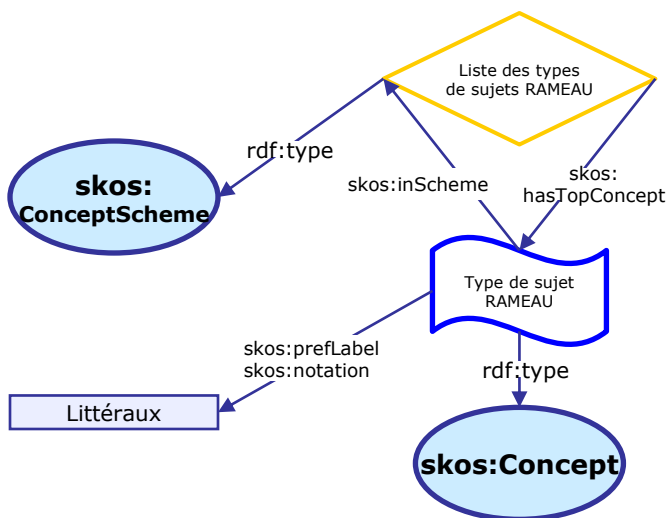 Liste des types
de sujets RAMEAU
rdf:type
skos:
hasTopConcept
skos:inScheme
skos:
ConceptScheme
Type de sujet
RAMEAU
skos:prefLabel
skos:notation
rdf:type
Littéraux
skos:Concept